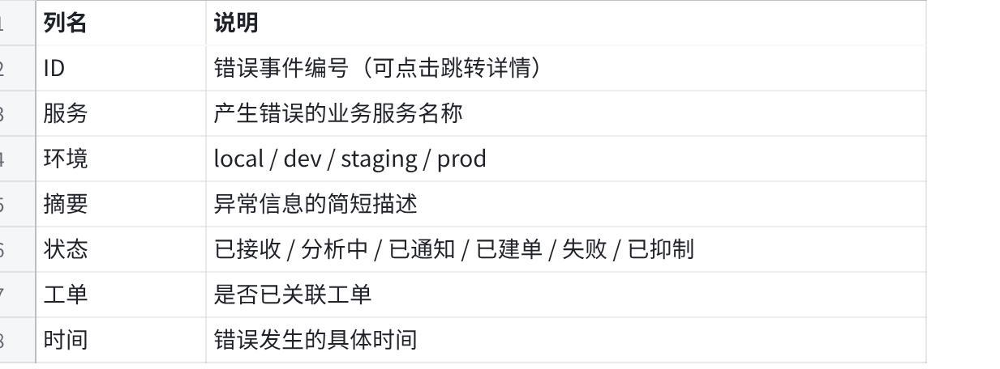 1 列名 说明
2 ID 错误事件编号（可点击跳转详情）
3 服务 产生错误的业务服务名称
4 环境 local / dev / staging / prod
5 摘要 异常信息的简短描述
6 状态 已接收 / 分析中 / 已通知 / 已建单 / 失败 / 已抑制
7 工单 是否已关联工单
8 时间 错误发生的具体时间